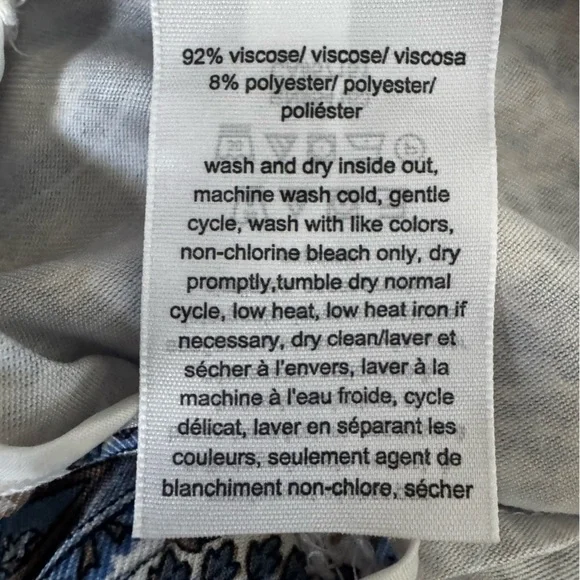 92% viscose/ viscose/ viscosa
8% polyester/ polyester/
poliéster
wash and dry inside out,
machine wash cold, gentle
cycle, wash with like colors,
non-chlorine bleach only, dry
promptly,tumble dry normal
cycle, low heat, low heat iron if
necessary, dry clean/laver et
sécher à l'envers, laver à la
machine à l'eau froide, cycle
délicat, laver en séparant les
couleurs, seulement agent de
blanchiment non-chlore, sécher